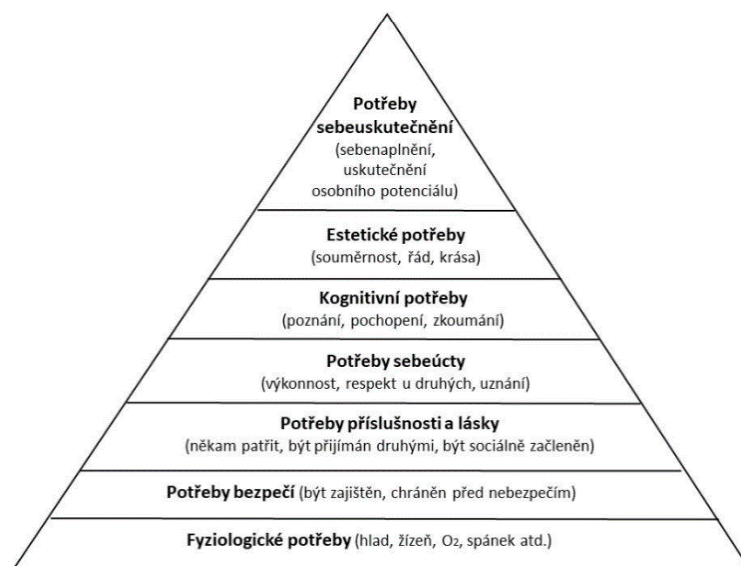 Potřeby
sebeuskutečnění
(sebenaplnění,
uskutečnění
osobního potenciálu)
Estetické potřeby
(souměrnost, řád, krása)
Kognitivní potřeby
(poznání, pochopení, zkoumání)
Potřeby sebeúcty
(výkonnost, respekt u druhých, uznání)
Potřeby příslušnosti a lásky
(někam patřit, být přijímán druhými, být sociálně začleněn)
Potřeby bezpečí (být zajištěn, chráněn před nebezpečím)
Fyziologické potřeby (hlad, žízeň, O₂, spánek atd.)